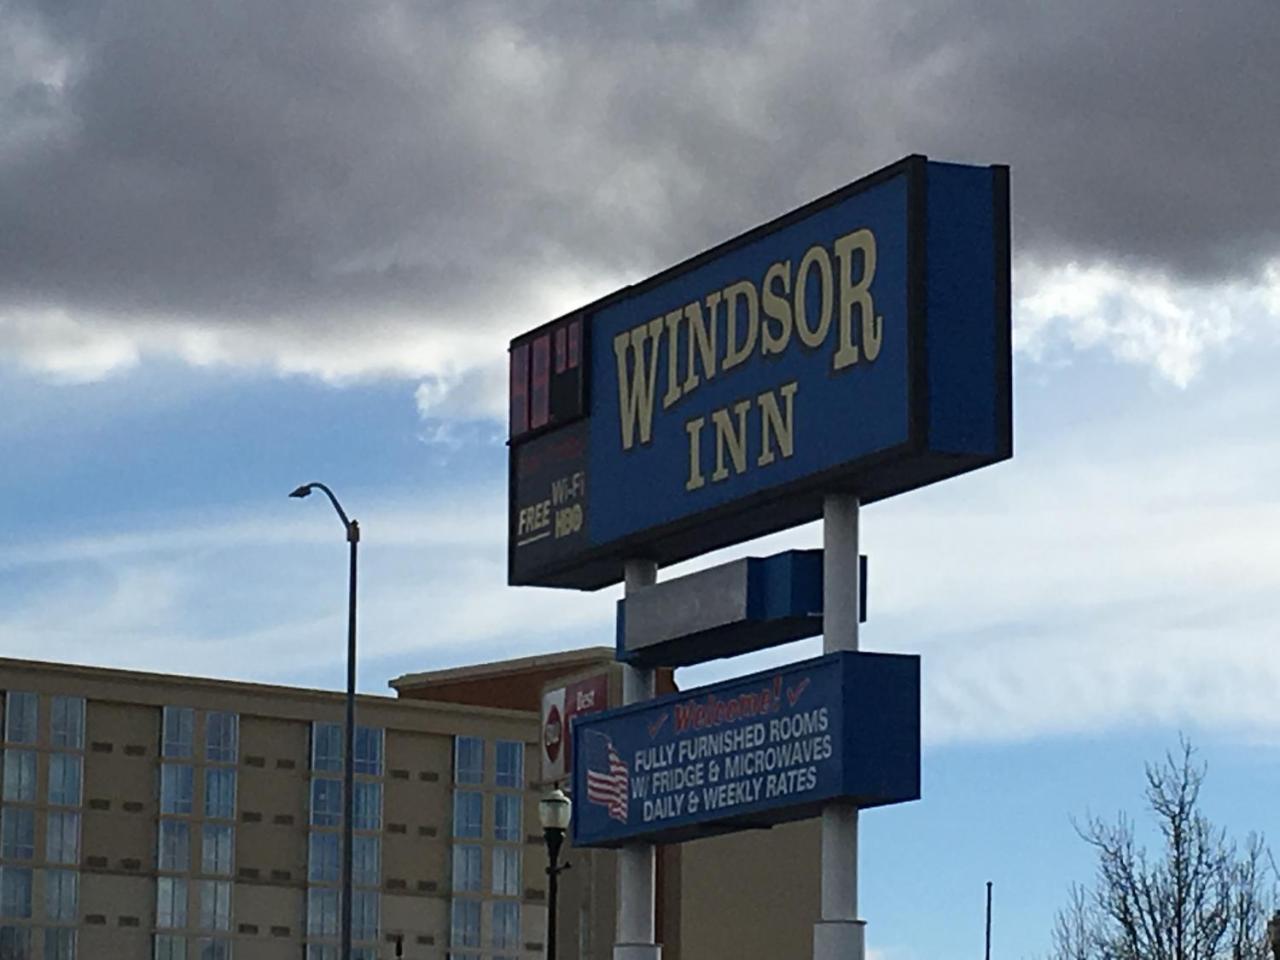 WINDSOR
INN
FREE Wi-Fi
HBO
Welcome!
FULLY FURNISHED ROOMS
W/ FRIDGE & MICROWAVES
DAILY & WEEKLY RATES
Best